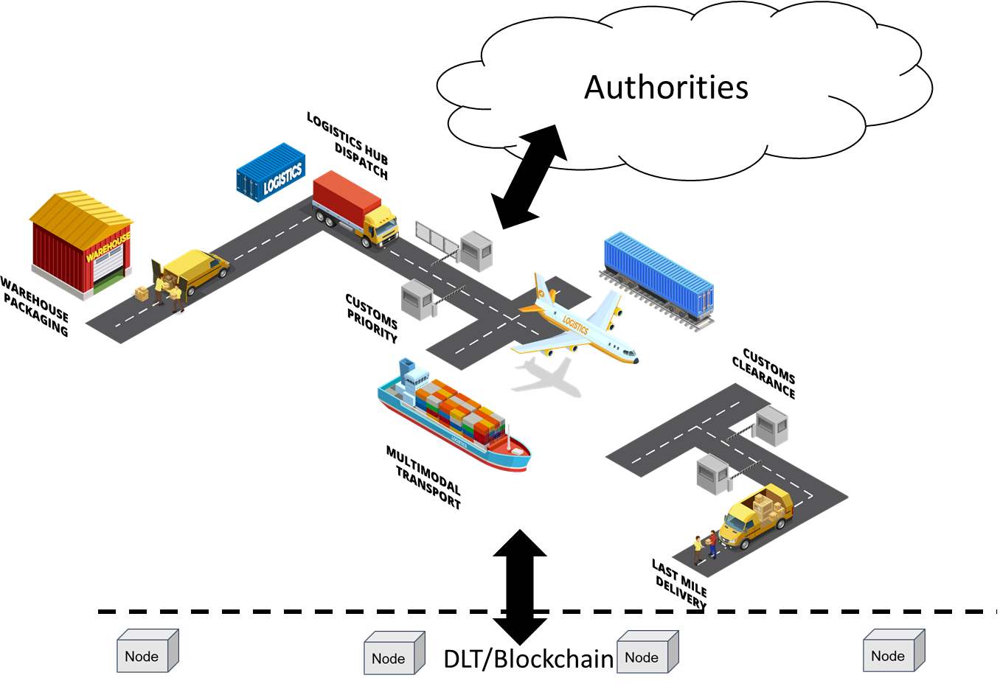 Authorities
LOGISTICS HUB
DISPATCH
LOGISTICS
WAREHOUSE
WAREHOUSE
PACKAGING
CUSTOMS
PRIORITY
LOGISTICS
CUSTOMS
CLEARANCE
LOGISTICS
MULTIMODAL
TRANSPORT
LAST MILE
DELIVERY
Node
Node
DLT/Blockchain
Node
Node